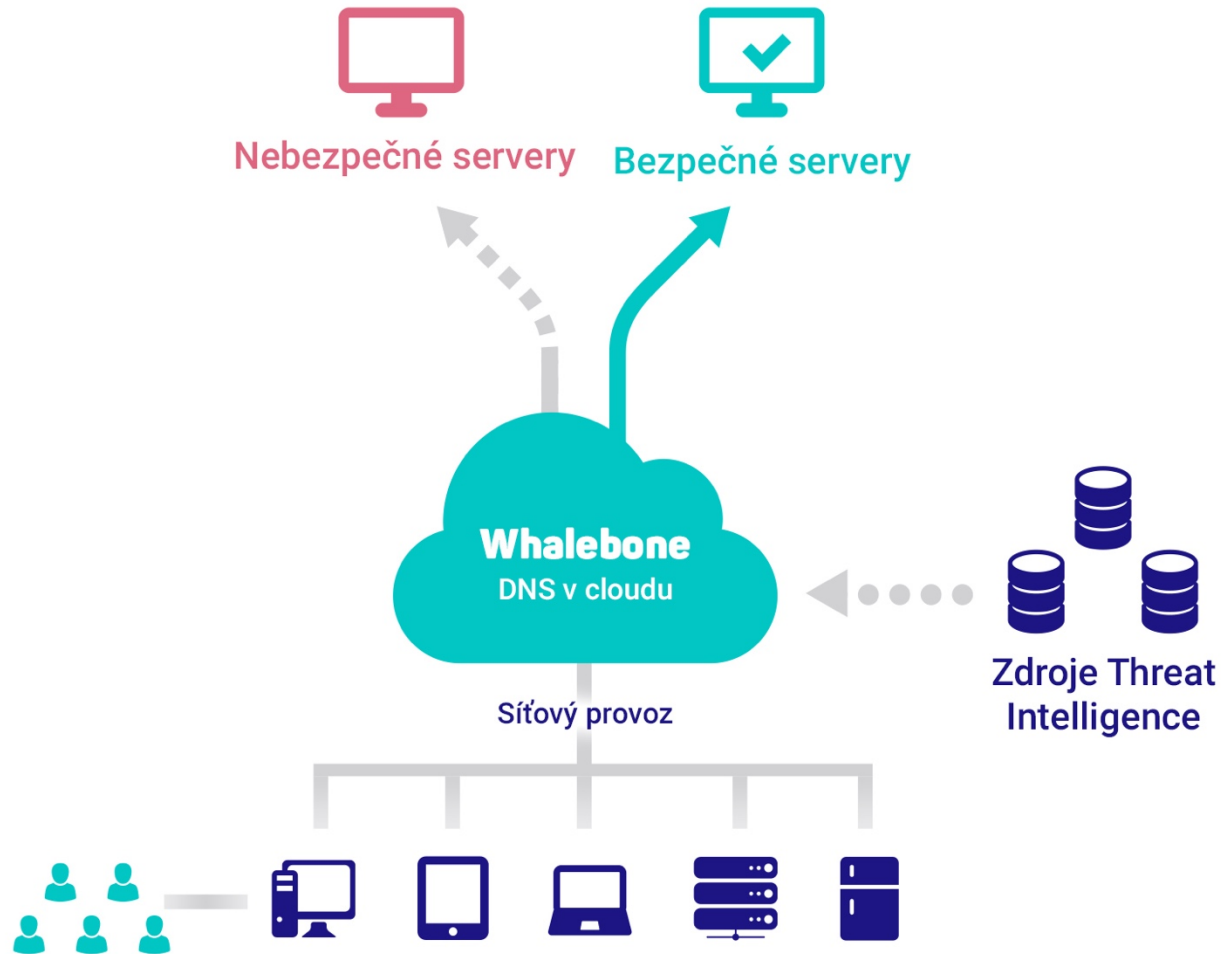 Nebezpečné servery
Bezpečné servery
Whalebone
DNS v cloudu
Zdroje Threat
Intelligence
Síťový provoz